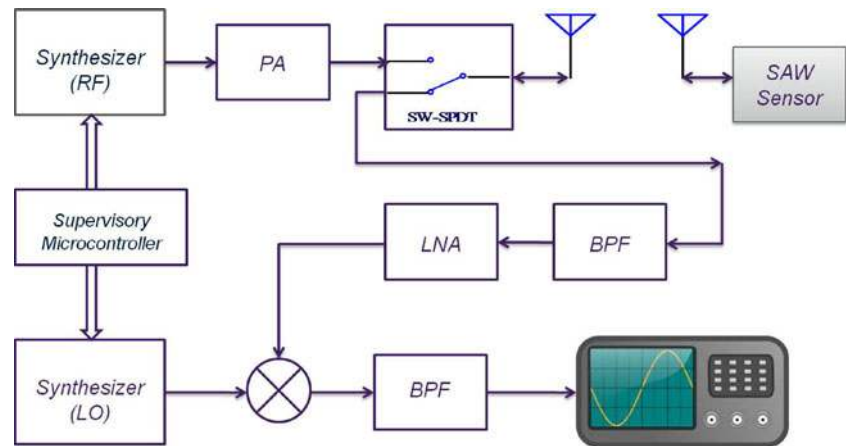 Synthesizer
(RF)
PA
SW-SPDT
SAW
Sensor
Supervisory
Microcontroller
LNA
BPF
Synthesizer
(LO)
BPF